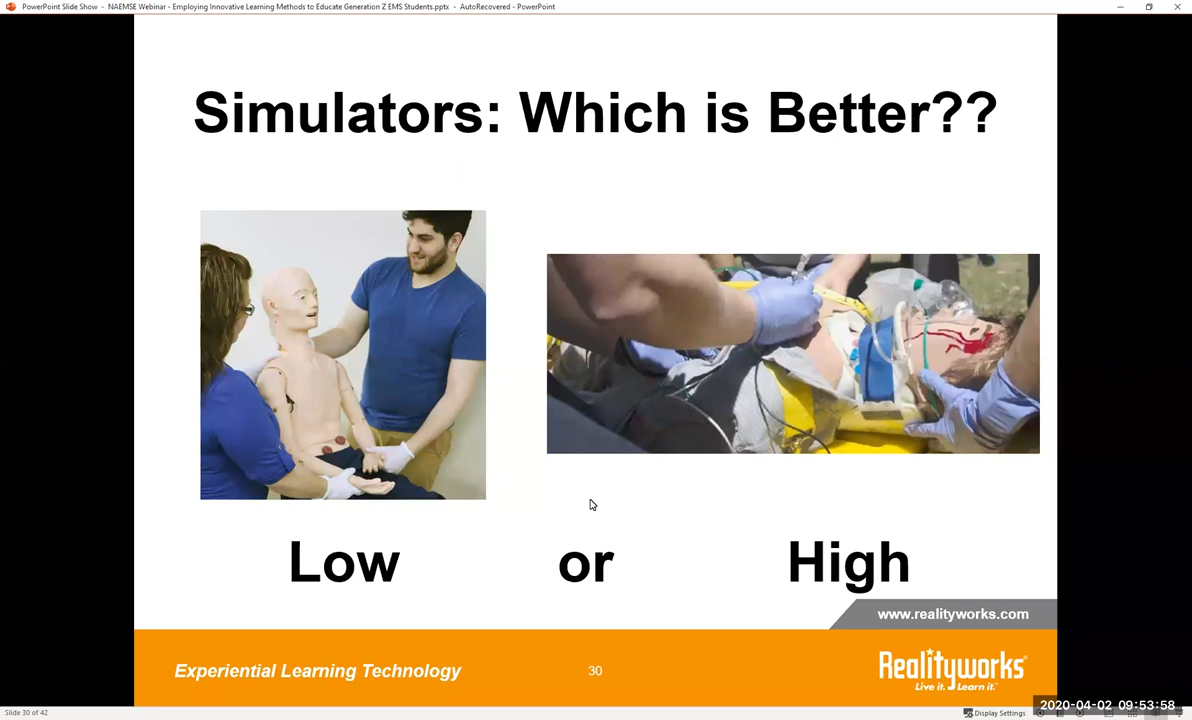 PowerPoint Slide Show - NAEMSE Webinar - Employing Innovative Learning Methods to Educate Generation Z EMS Students.pptx - AutoRecovered - PowerPoint
Simulators: Which is Better??
Low or High
www.realityworks.com
Experiential Learning Technology
30
Realityworks
Live it. Learn it.™
2020-04-02 09:53:58
Slide 30 of 42
Display Settings